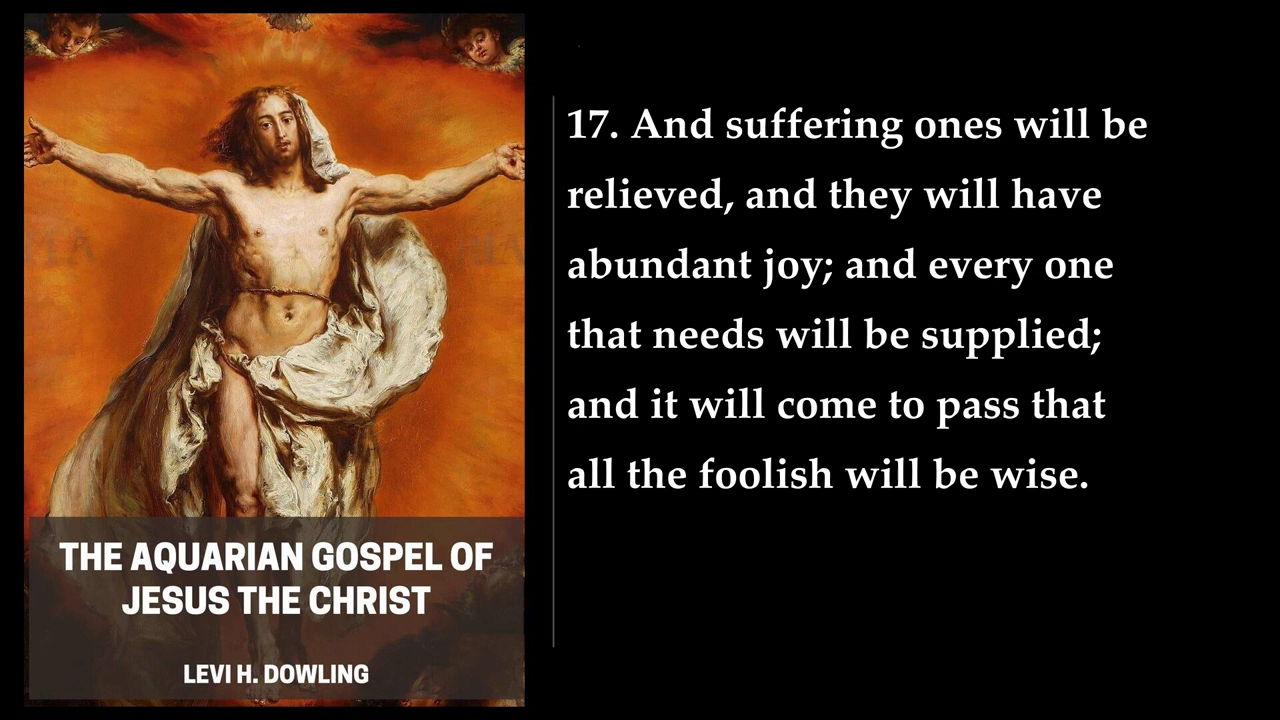 THE AQUARIAN GOSPEL OF
JESUS THE CHRIST
LEVI H. DOWLING
17. And suffering ones will be
relieved, and they will have
abundant joy; and every one
that needs will be supplied;
and it will come to pass that
all the foolish will be wise.